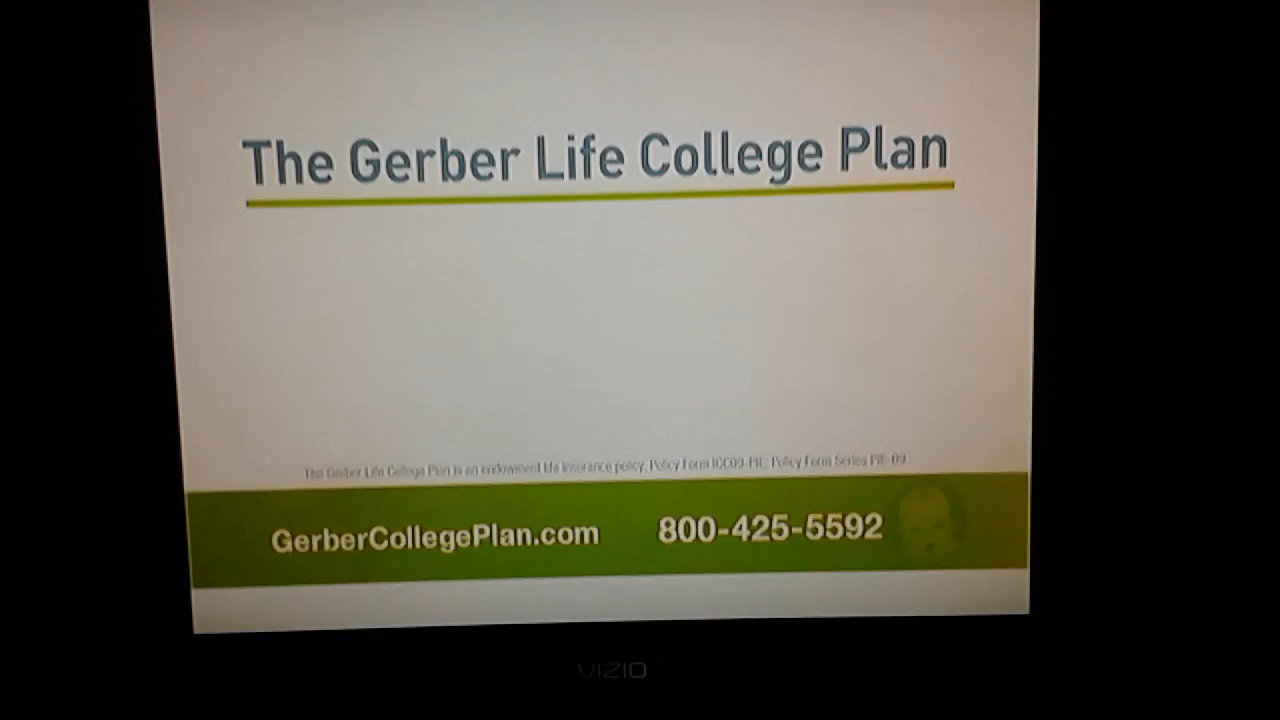 The Gerber Life College Plan
The Gerber Life College Plan is an endowment life insurance policy. Policy Form ICC09-PIE; Policy Form Series PIE-09
GerberCollegePlan.com 800-425-5592
VIZIO